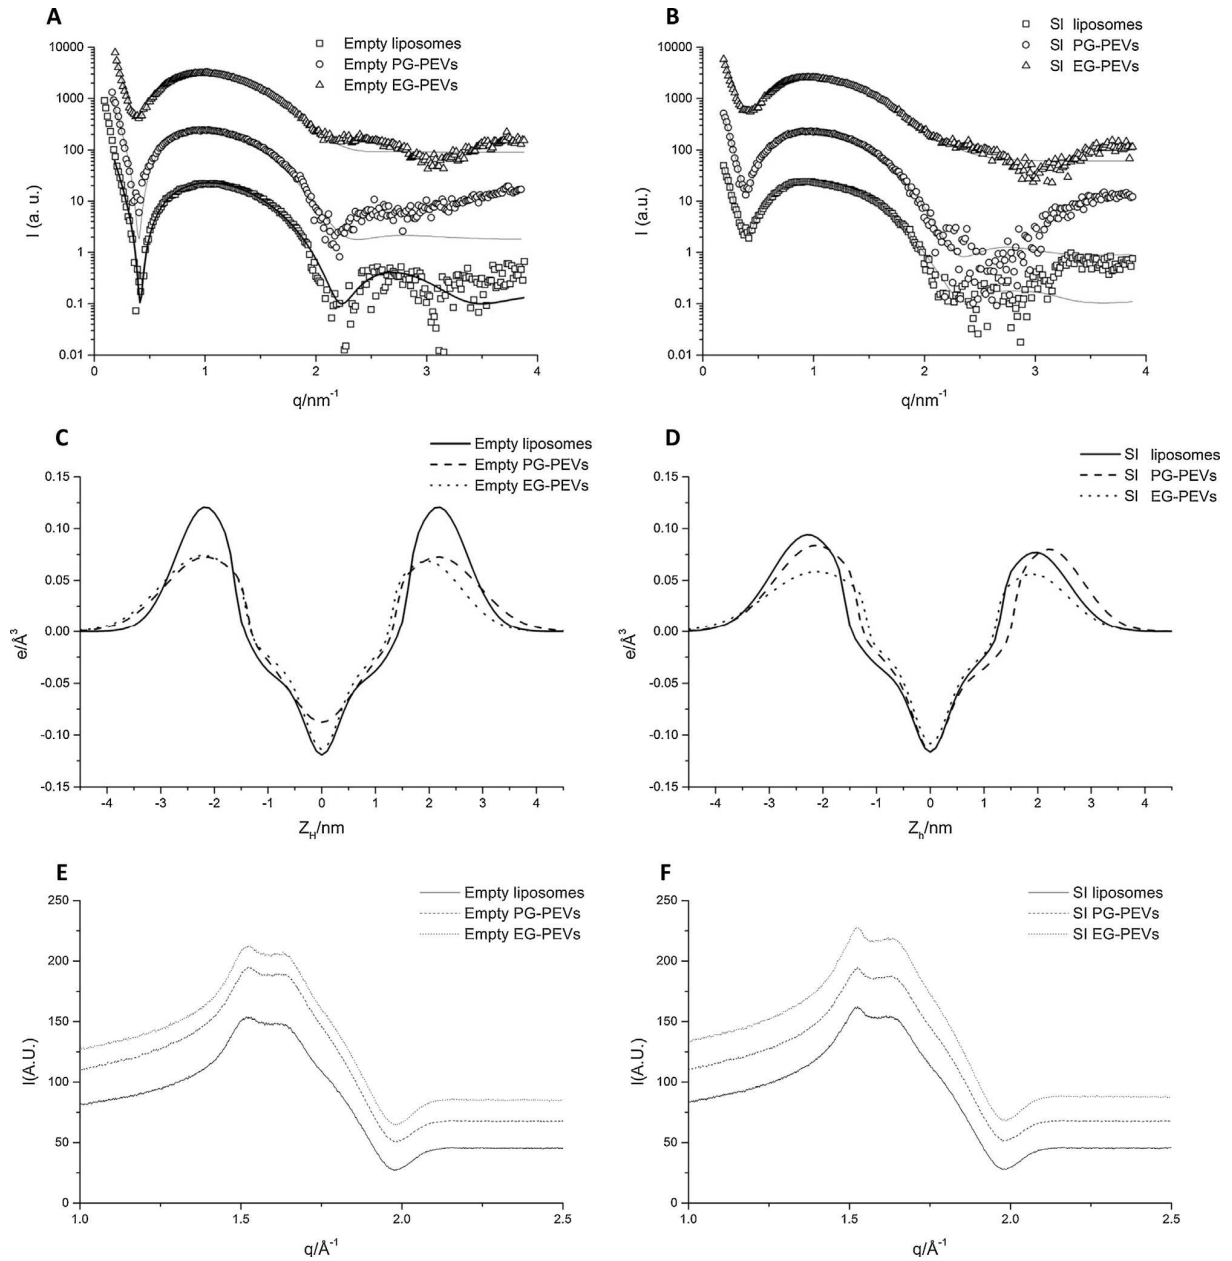 A
Empty liposomes
Empty PG-PEVs
Empty EG-PEVs
10000
1000
100
10
1
0.1
0.01
I (a. u.)
0 1 2 3 4
q/nm⁻¹
B
SI liposomes
SI PG-PEVs
SI EG-PEVs
10000
1000
100
10
1
0.1
0.01
I (a.u.)
0 1 2 3 4
q/nm⁻¹
C
Empty liposomes
Empty PG-PEVs
Empty EG-PEVs
0.15
0.10
0.05
0.00
-0.05
-0.10
-0.15
e/Å³
-4 -3 -2 -1 0 1 2 3 4
Z_H/nm
D
SI liposomes
SI PG-PEVs
SI EG-PEVs
0.15
0.10
0.05
0.00
-0.05
-0.10
-0.15
e/Å³
-4 -3 -2 -1 0 1 2 3 4
Z_h/nm
E
Empty liposomes
Empty PG-PEVs
Empty EG-PEVs
250
200
150
100
50
0
I(A.U.)
1.0 1.5 2.0 2.5
q/Å⁻¹
F
SI liposomes
SI PG-PEVs
SI EG-PEVs
250
200
150
100
50
0
I(A.U.)
1.0 1.5 2.0 2.5
q/Å⁻¹